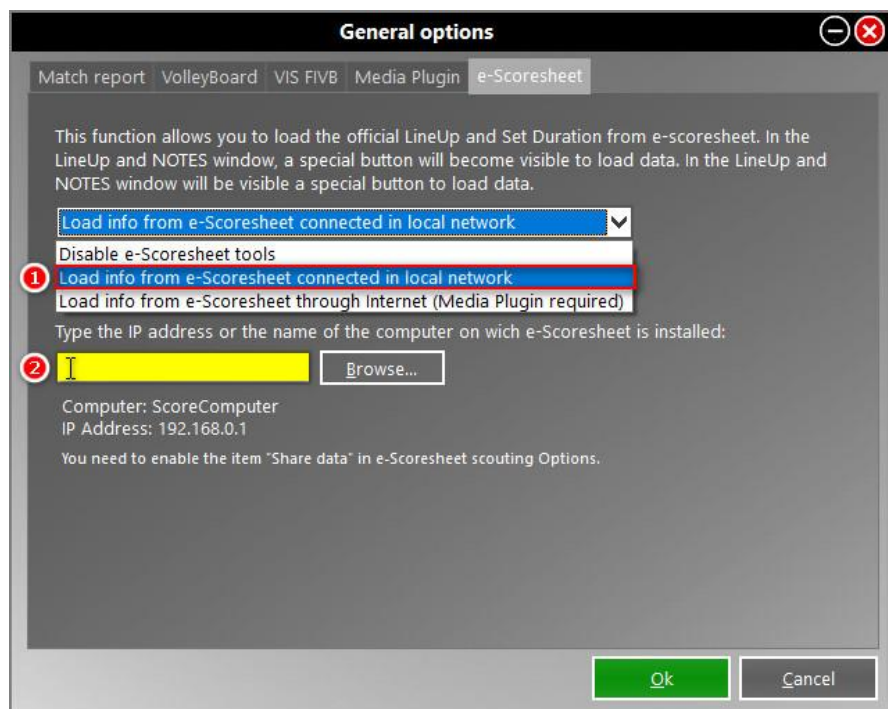 General options
Match report VolleyBoard VIS FIVB Media Plugin e-Scoresheet
This function allows you to load the official LineUp and Set Duration from e-scoresheet. In the
LineUp and NOTES window, a special button will become visible to load data. In the LineUp and
NOTES window will be visible a special button to load data.
Load info from e-Scoresheet connected in local network
Disable e-Scoresheet tools
1 Load info from e-Scoresheet connected in local network
Load info from e-Scoresheet through Internet (Media Plugin required)
Type the IP address or the name of the computer on wich e-Scoresheet is installed:
2 Browse...
Computer: ScoreComputer
IP Address: 192.168.0.1
You need to enable the item "Share data" in e-Scoresheet scouting Options.
Ok Cancel